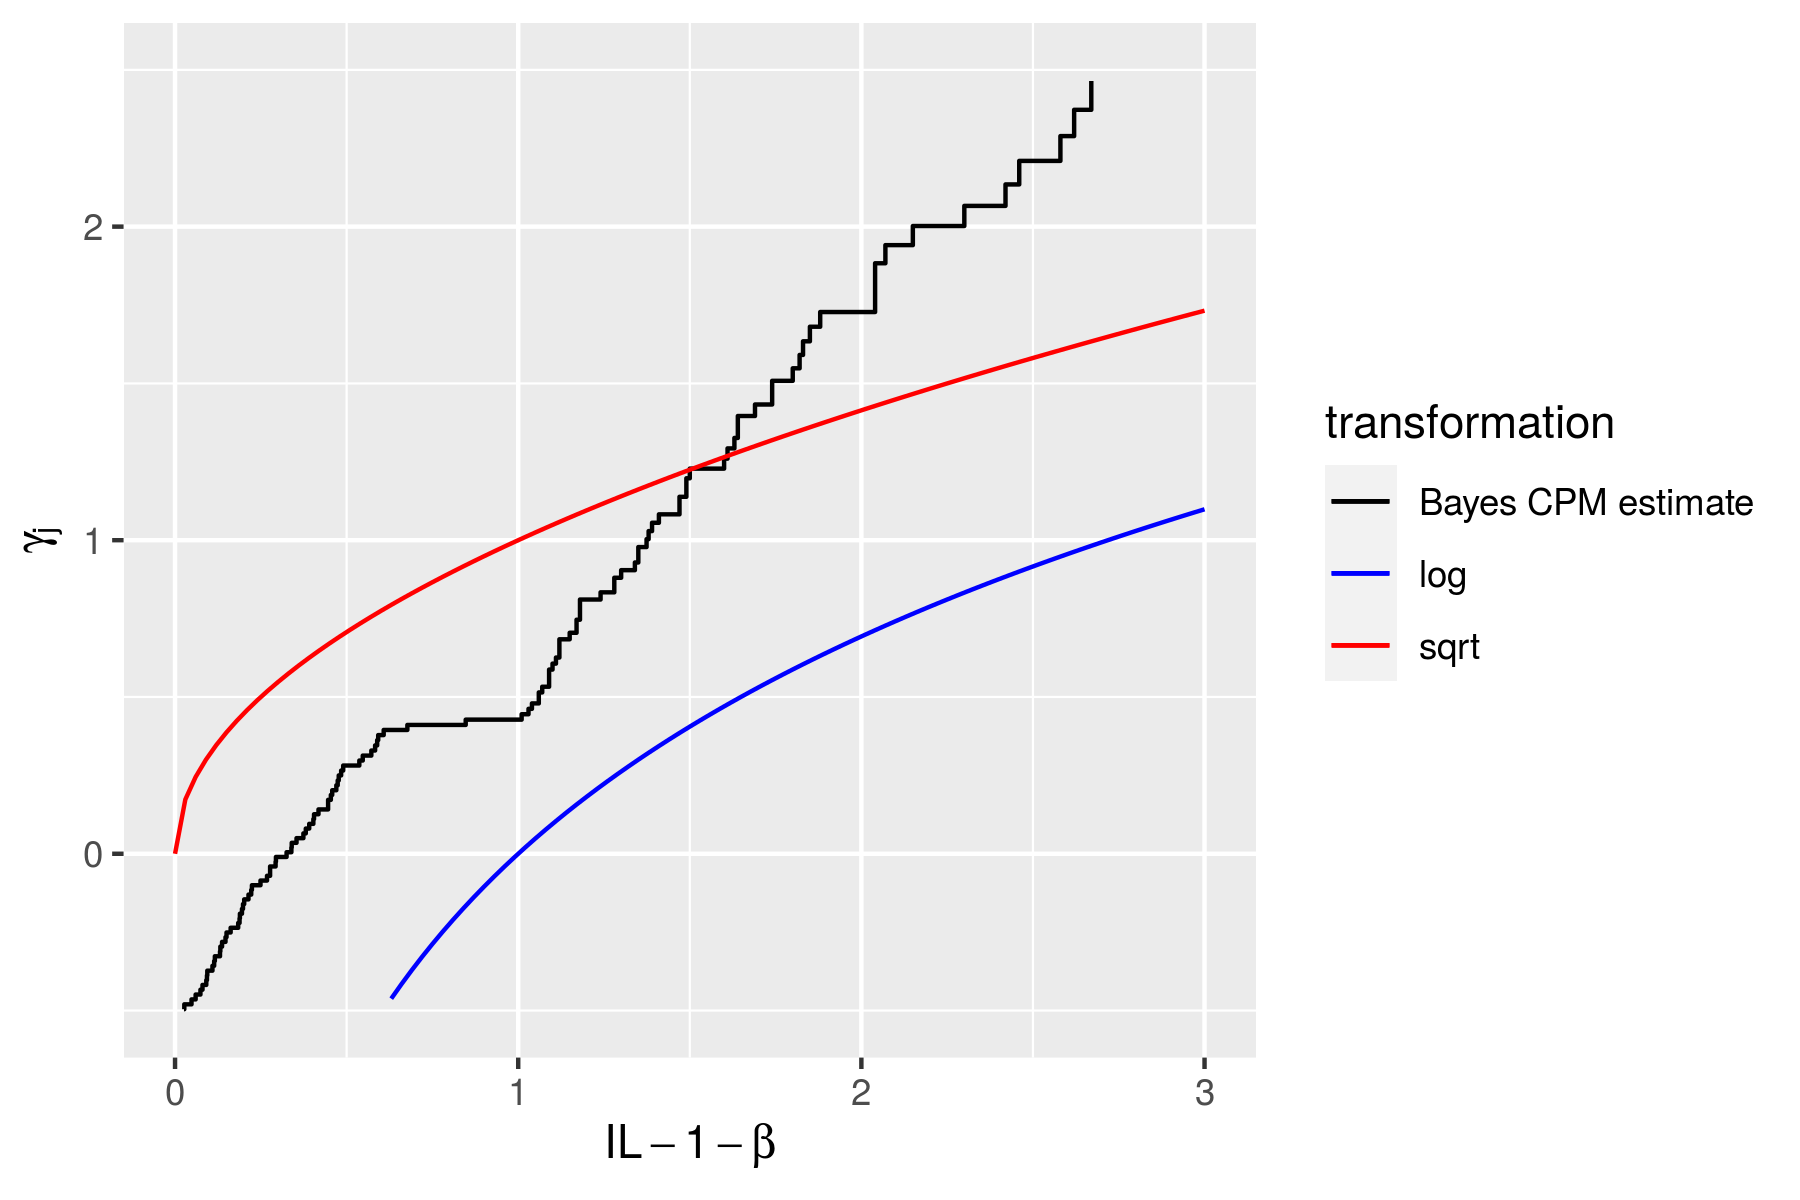 γj
2
1
0
0 1 2 3
IL − 1 − β
transformation
Bayes CPM estimate
log
sqrt